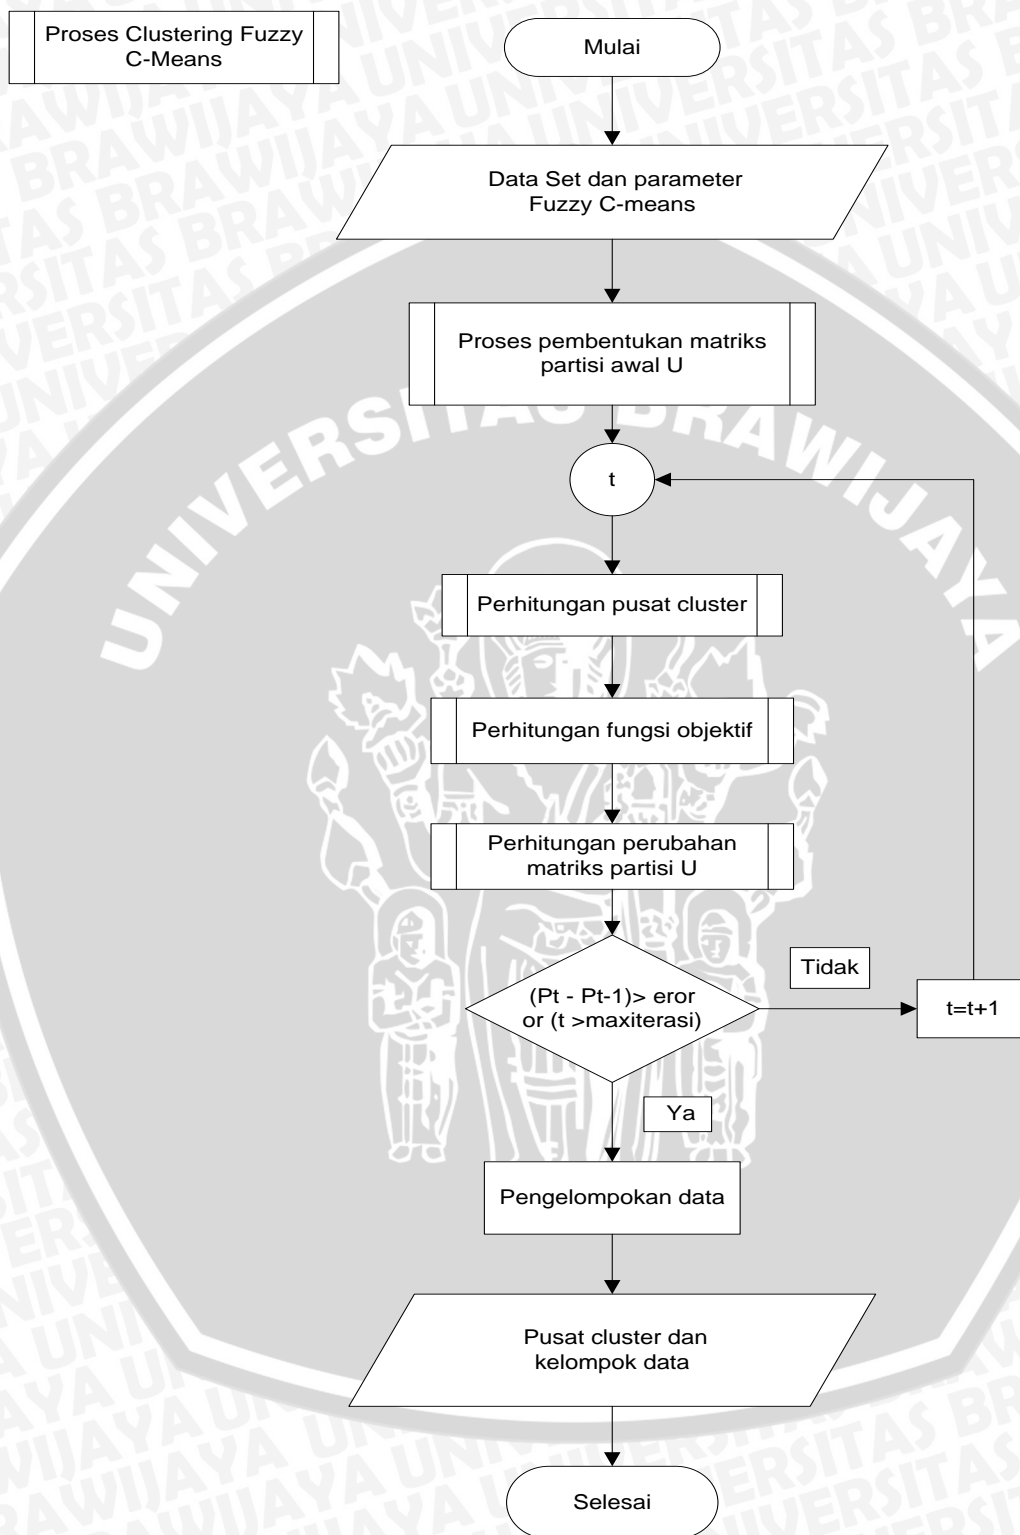 Proses Clustering Fuzzy
C-Means
Mulai
Data Set dan parameter
Fuzzy C-means
Proses pembentukan matriks
partisi awal U
UNIVERSITAS BRAWIJAYA
t
Perhitungan pusat cluster
Perhitungan fungsi objektif
Perhitungan perubahan
matriks partisi U
(Pt - Pt-1)> eror
or (t >maxiterasi)
Tidak
t=t+1
Ya
Pengelompokan data
Pusat cluster dan
kelompok data
Selesai